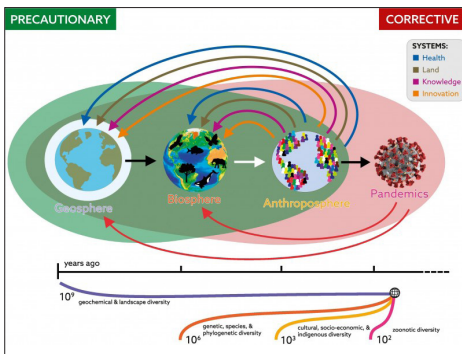 PRECAUTIONARY
CORRECTIVE
SYSTEMS:
Health
Land
Knowledge
Innovation
Geosphere
Biosphere
Anthroposphere
Pandemics
years ago
10⁹
geochemical & landscape diversity
10⁶
genetic, species, &
phylogenetic diversity
10³
cultural, socio-economic, &
indigenous diversity
10²
zoonotic diversity